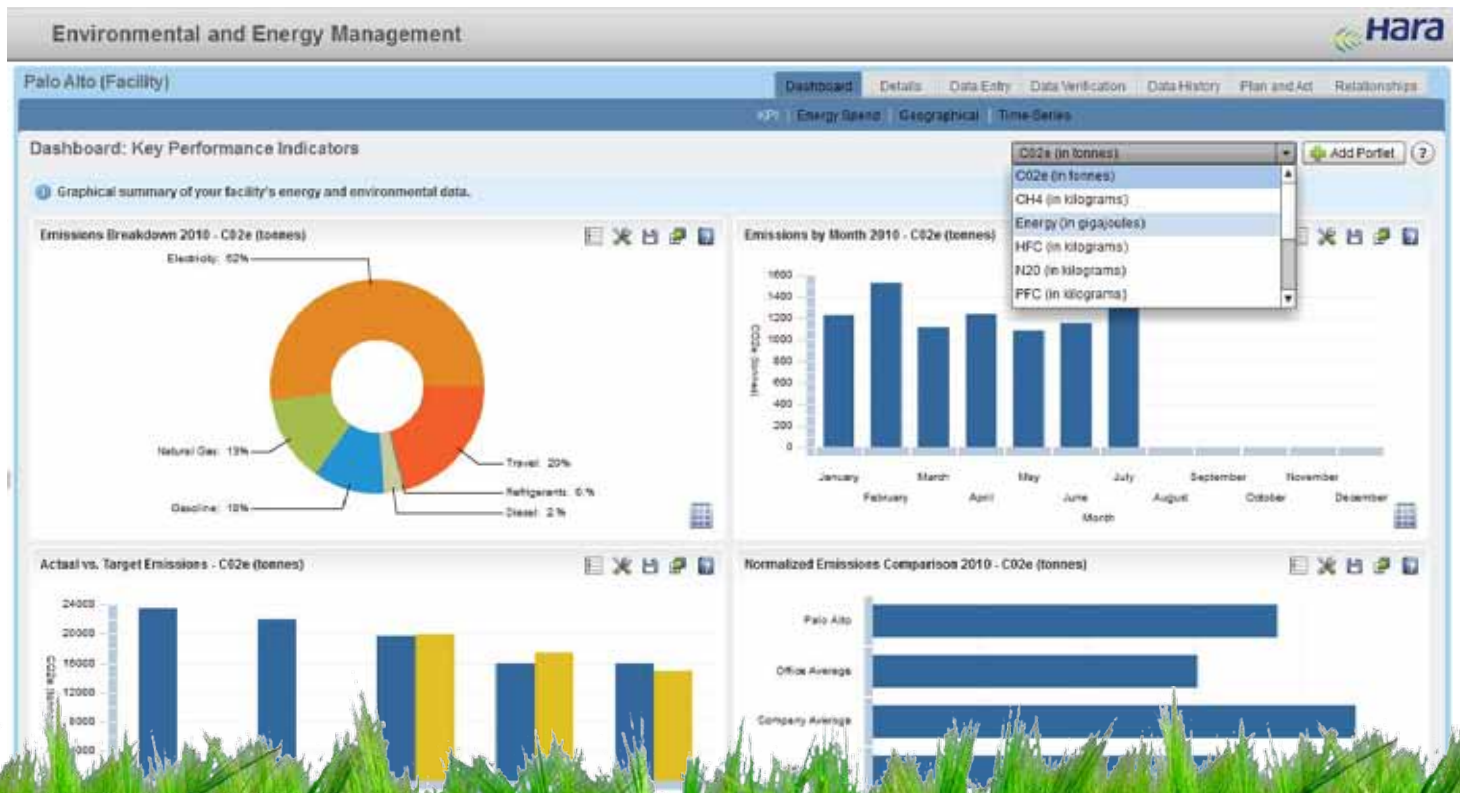 Environmental and Energy Management
Hara
Palo Alto (Facility)
Dashboard Details Data Entry Data Verification Data History Plan and Act Relationships
KPI | Energy Spend | Geographical | Time-Series
Dashboard: Key Performance Indicators
C02e (in tonnes)
Add Portlet
?
Graphical summary of your facility's energy and environmental data.
C02e (in tonnes)
CH4 (in kilograms)
Energy (in gigajoules)
HFC (in kilograms)
N20 (in kilograms)
PFC (in kilograms)
Emissions Breakdown 2010 - C02e (tonnes)
Electricity: 52%
Natural Gas: 13%
Gasoline: 10%
Travel: 20%
Refrigerants: 0.%
Diesel: 2%
Emissions by Month 2010 - C02e (tonnes)
1600
1400
1200
1000
800
600
400
200
0
CO2e (tonnes)
January March May July September November
February April June August October December
Month
Actual vs. Target Emissions - C02e (tonnes)
24000
20000
16000
12000
8000
4000
Normalized Emissions Comparison 2010 - C02e (tonnes)
Palo Alto
Office Average
Company Average